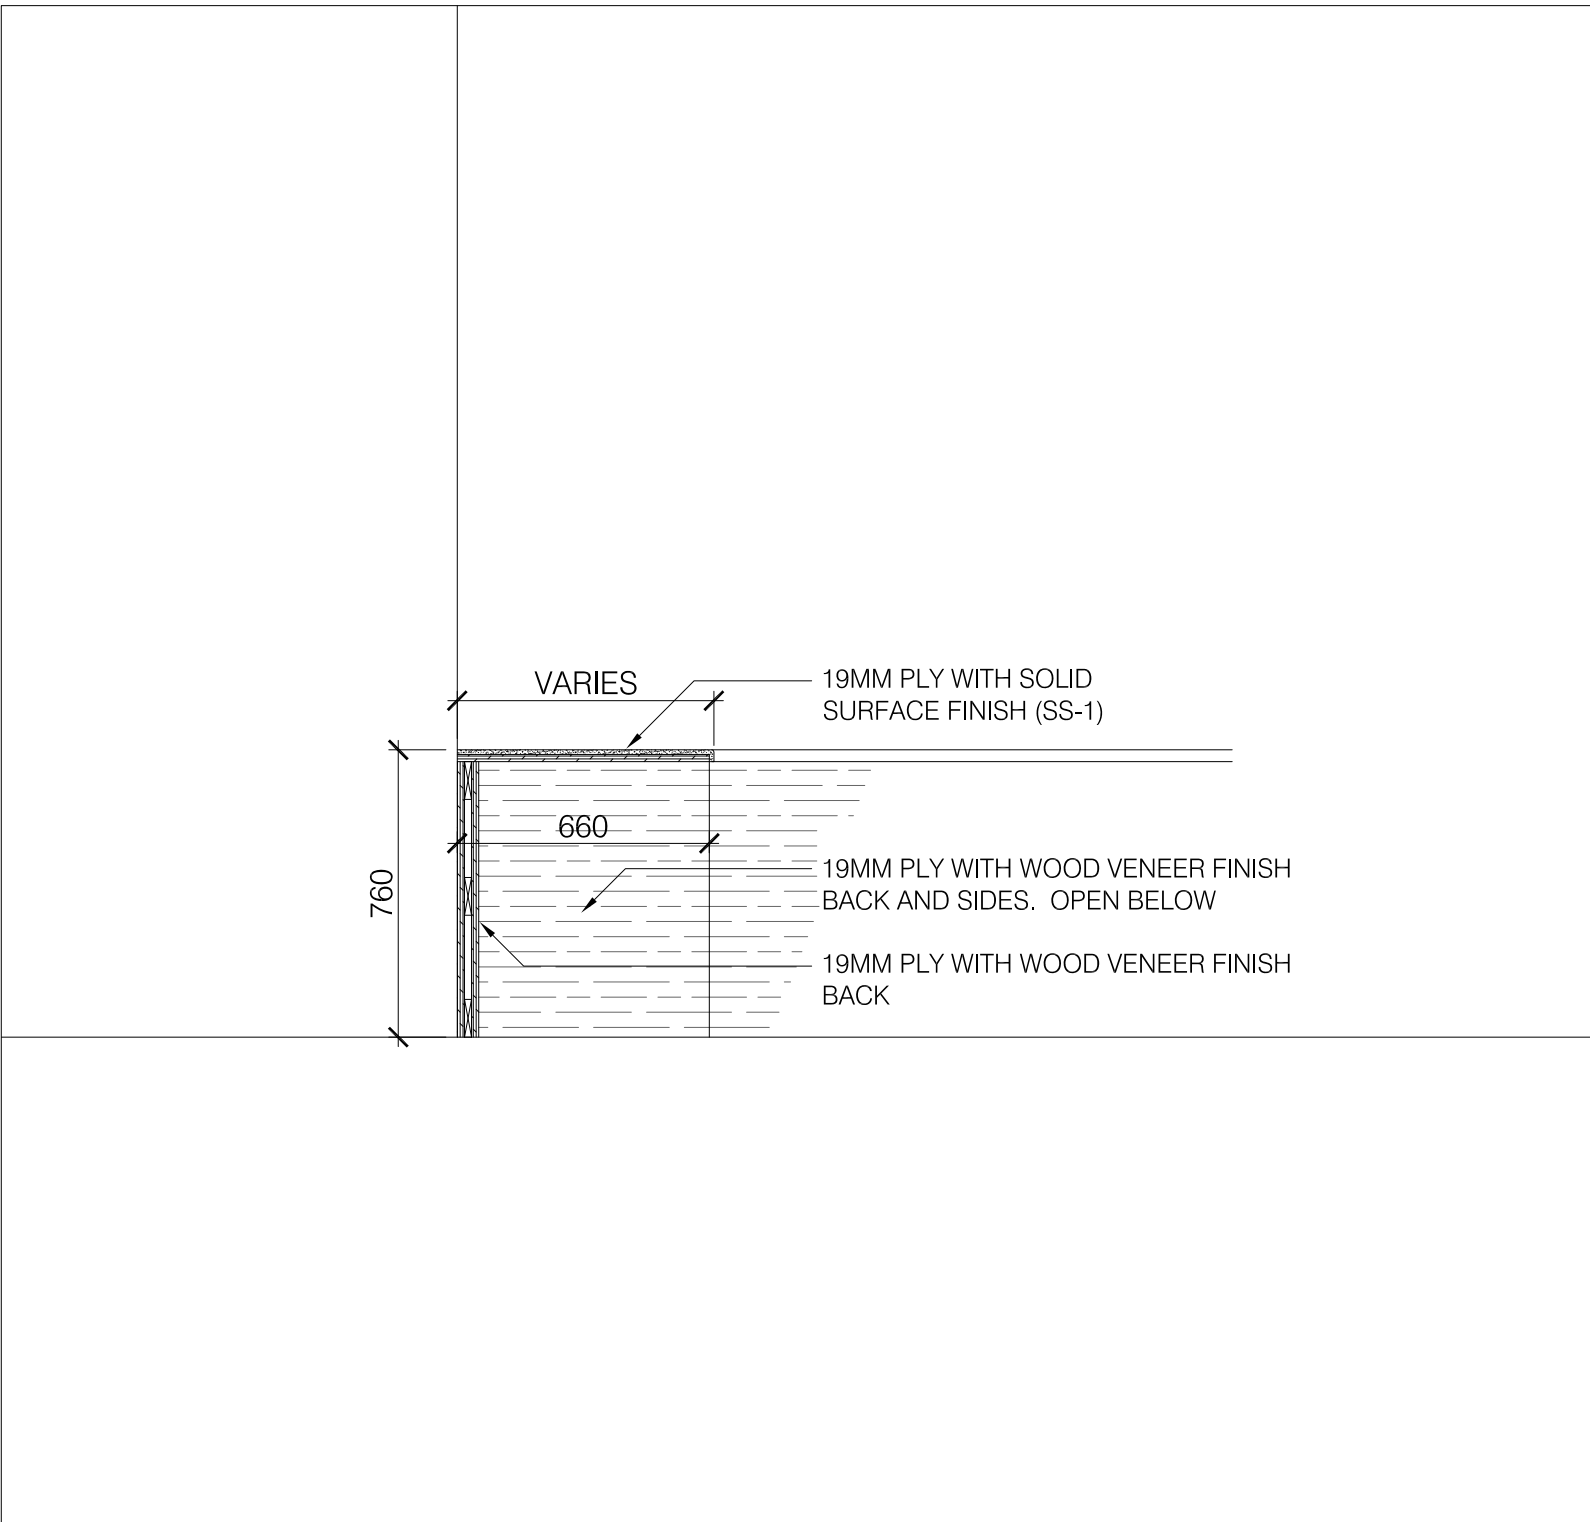 VARIES
19MM PLY WITH SOLID
SURFACE FINISH (SS-1)
660
760
19MM PLY WITH WOOD VENEER FINISH
BACK AND SIDES.  OPEN BELOW
19MM PLY WITH WOOD VENEER FINISH
BACK